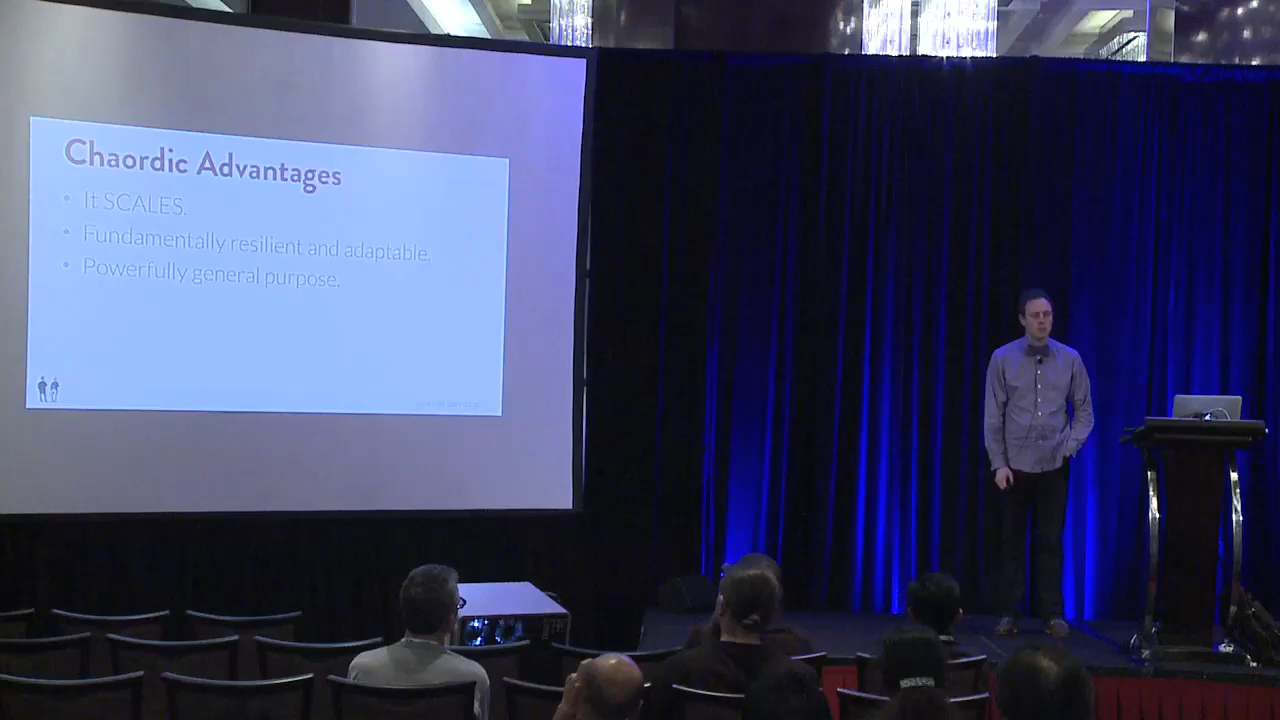 Chaordic Advantages
It SCALES.
Fundamentally resilient and adaptable.
Powerfully general purpose.